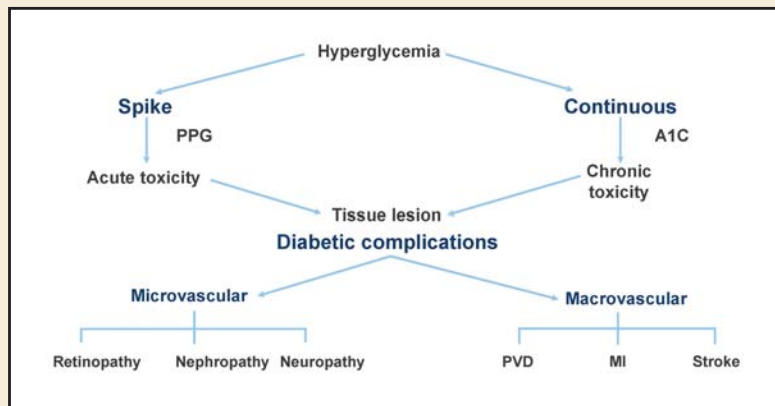 Hyperglycemia
Spike
Continuous
PPG
A1C
Acute toxicity
Chronic
toxicity
Tissue lesion
Diabetic complications
Microvascular
Macrovascular
Retinopathy
Nephropathy
Neuropathy
PVD
MI
Stroke